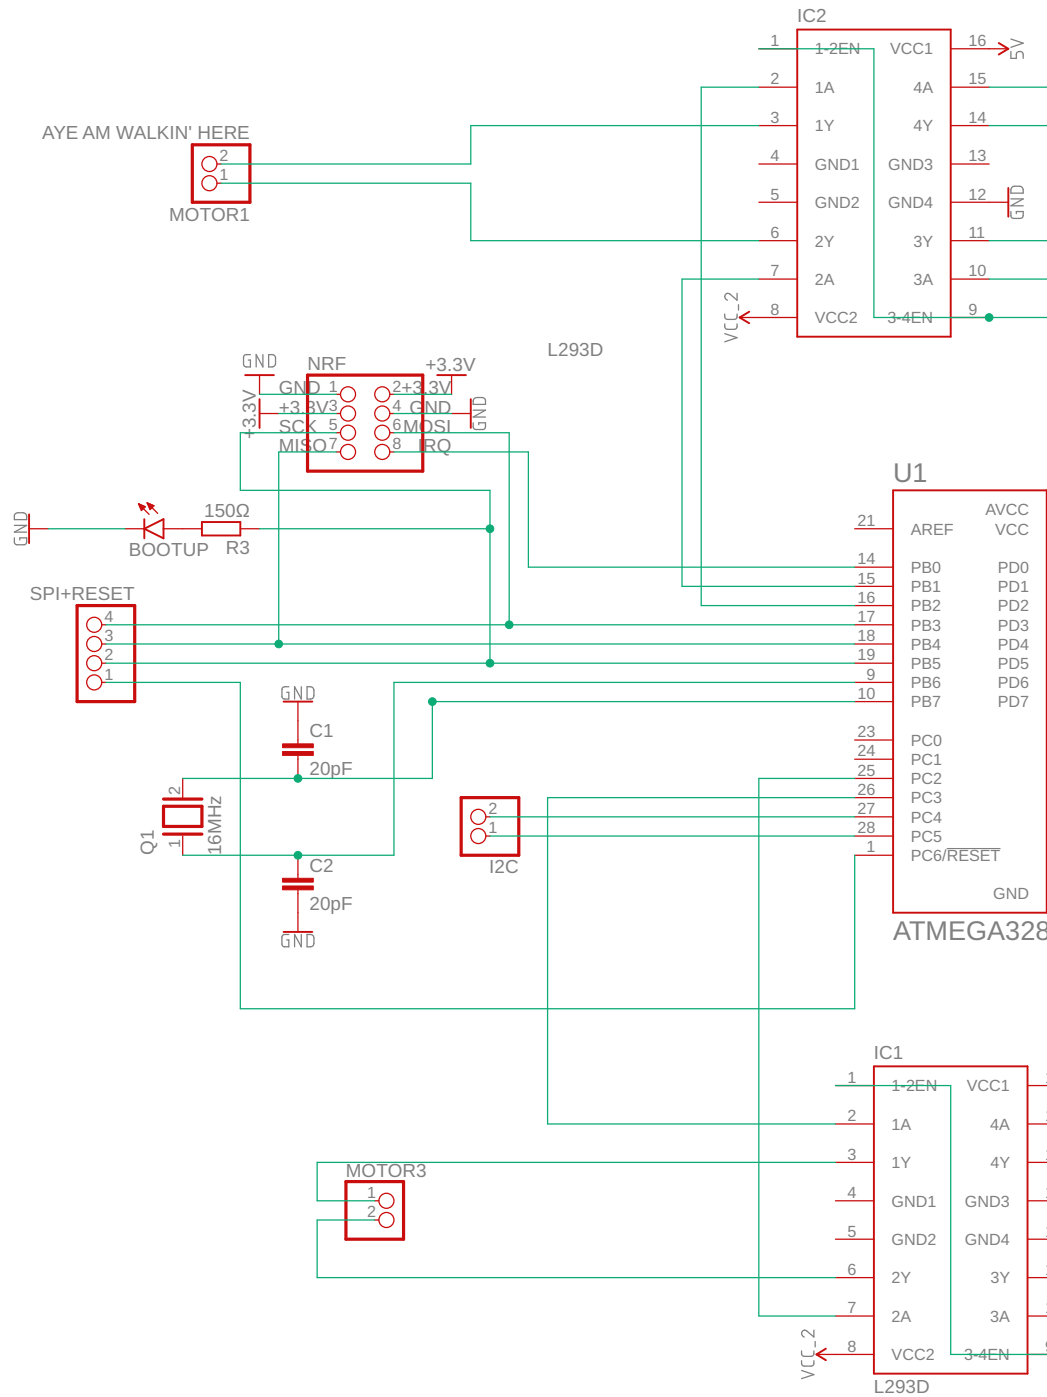 IC2
1 1-2EN VCC1 16 5V
2 1A 4A 15
3 1Y 4Y 14
4 GND1 GND3 13
5 GND2 GND4 12 GND
6 2Y 3Y 11
7 2A 3A 10
VCC_2 8 VCC2 3-4EN 9
L293D
AYE AM WALKIN' HERE
2
1
MOTOR1
GND NRF +3.3V
GND 1 2 +3.3V
+3.3V +3.3V 3 4 GND GND
SCK 5 6 MOSI
MISO 7 8 IRQ
GND BOOTUP 150Ω R3
SPI+RESET
4
3
2
1
U1
AVCC
21 AREF VCC
14 PB0 PD0
15 PB1 PD1
16 PB2 PD2
17 PB3 PD3
18 PB4 PD4
19 PB5 PD5
9 PB6 PD6
10 PB7 PD7
23 PC0
24 PC1
25 PC2
26 PC3
27 PC4
28 PC5
1 PC6/RESET
GND
ATMEGA328
GND
C1
20pF
Q1 2 1 16MHz
C2
20pF
GND
2
1
I2C
IC1
1 1-2EN VCC1
2 1A 4A
3 1Y 4Y
4 GND1 GND3
5 GND2 GND4
6 2Y 3Y
7 2A 3A
VCC_2 8 VCC2 3-4EN
L293D
MOTOR3
1
2